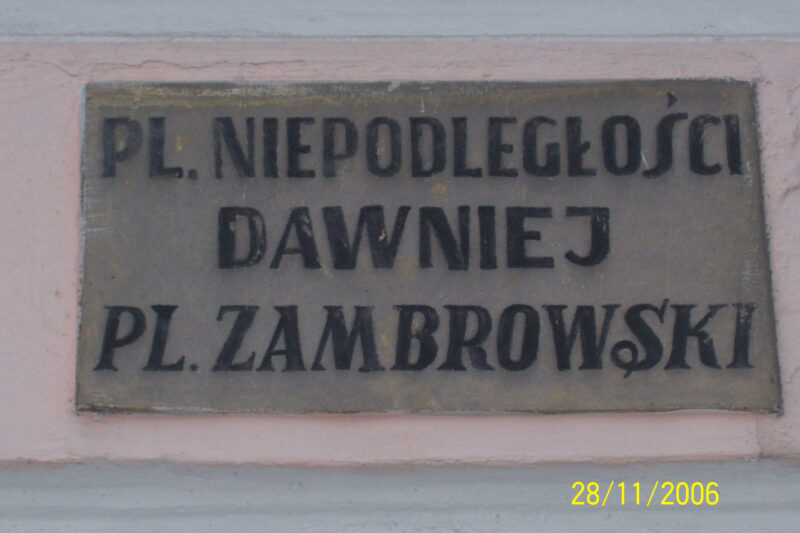 PL. NIEPODLEGŁOŚCI
DAWNIEJ
PL. ZAMBROWSKI
28/11/2006